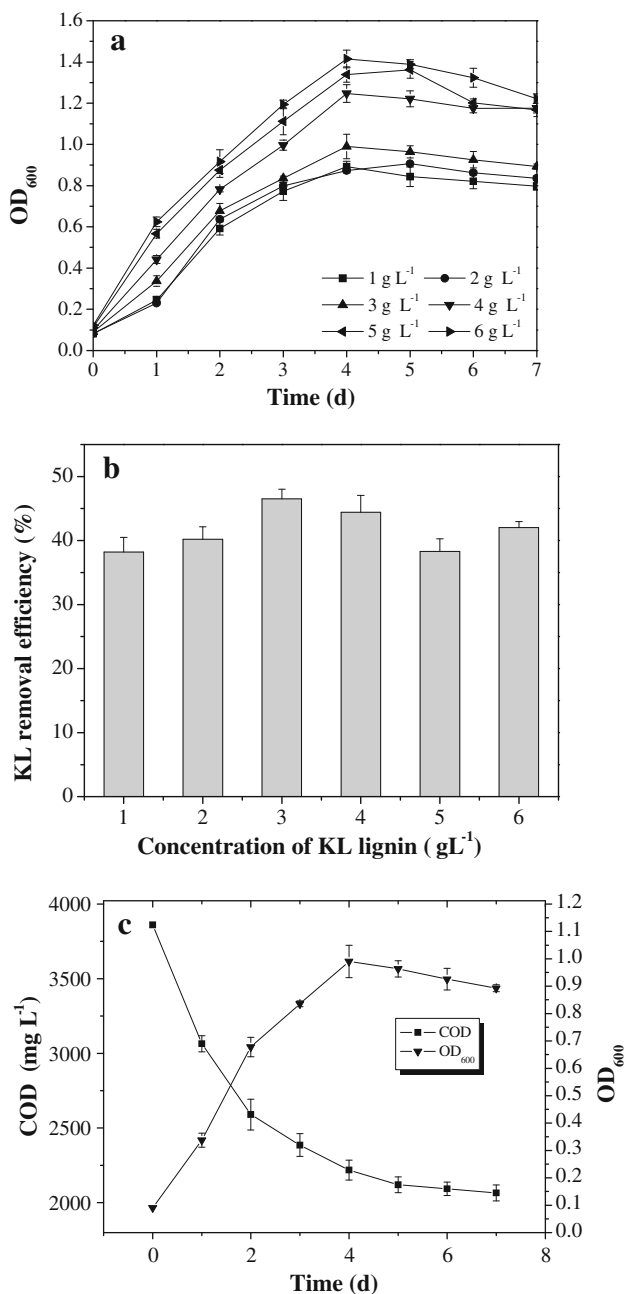 a
1.6
1.4
1.2
1.0
0.8
0.6
0.4
0.2
0.0
OD600
1 g L-1 2 g L-1
3 g L-1 4 g L-1
5 g L-1 6 g L-1
0 1 2 3 4 5 6 7
Time (d)
b
50
40
30
20
10
0
KL removal efficiency (%)
1 2 3 4 5 6
Concentration of KL lignin ( gL-1)
c
4000
3500
3000
2500
2000
COD (mg L-1)
COD
OD600
1.2
1.1
1.0
0.9
0.8
0.7
0.6
0.5
0.4
0.3
0.2
0.1
0.0
OD600
0 2 4 6 8
Time (d)